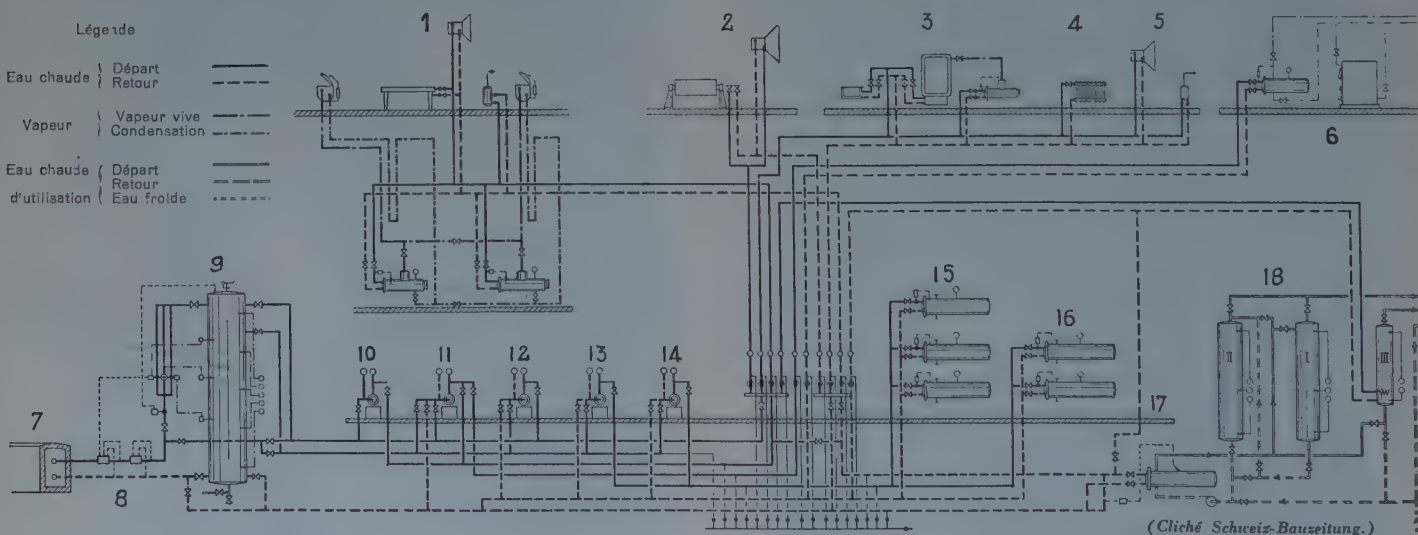 Légende
Eau chaude { Départ
Retour
Vapeur { Vapeur vive
Condensation
Eau chaude { Départ
Retour
d'utilisation { Eau froide
1
2
3
4
5
6
7
8
9
10
11
12
13
14
15
16
17
18
II
I
III
(Cliché Schweiz-Bauzeitung.)